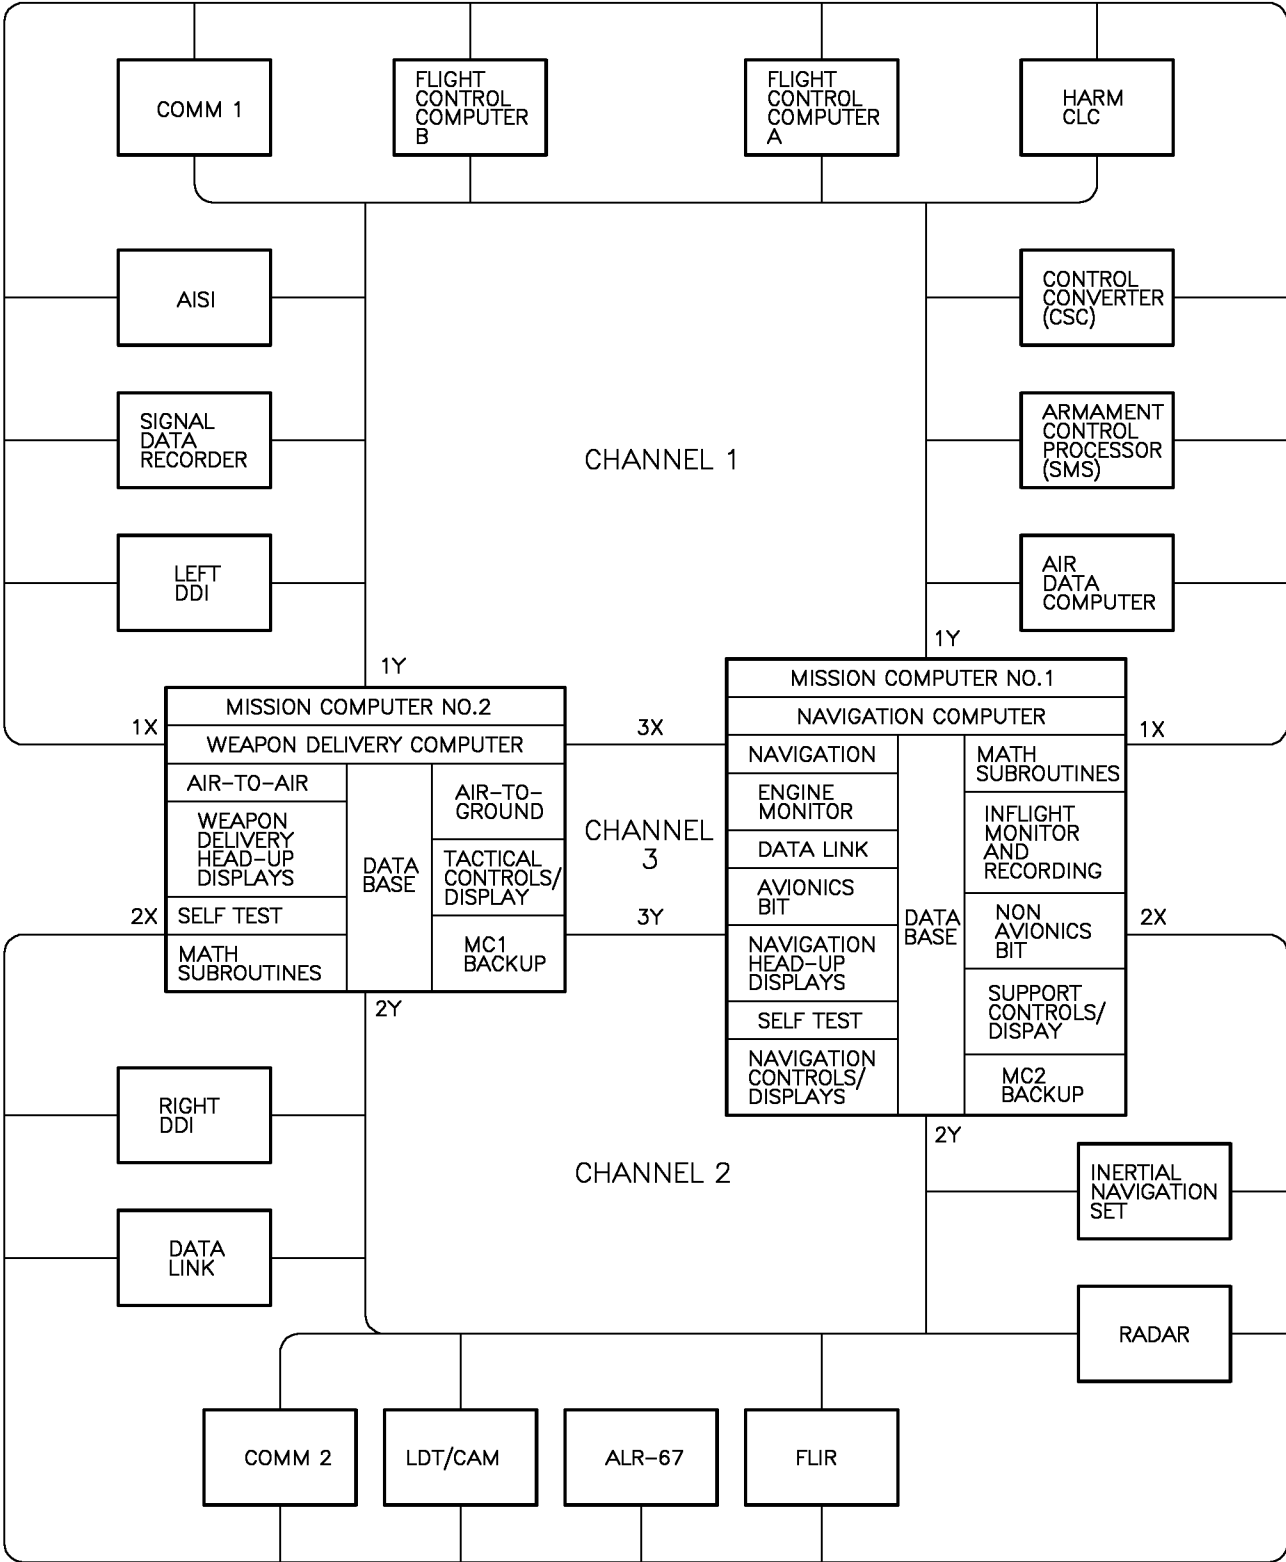 COMM 1
FLIGHT
CONTROL
COMPUTER
B
FLIGHT
CONTROL
COMPUTER
A
HARM
CLC
AISI
CONTROL
CONVERTER
(CSC)
SIGNAL
DATA
RECORDER
CHANNEL 1
ARMAMENT
CONTROL
PROCESSOR
(SMS)
LEFT
DDI
AIR
DATA
COMPUTER
1Y
1Y
1X
MISSION COMPUTER NO.2
WEAPON DELIVERY COMPUTER
AIR-TO-AIR
WEAPON
DELIVERY
HEAD-UP
DISPLAYS
SELF TEST
MATH
SUBROUTINES
DATA
BASE
AIR-TO-
GROUND
TACTICAL
CONTROLS/
DISPLAY
MC1
BACKUP
2X
2Y
3X
CHANNEL
3
3Y
MISSION COMPUTER NO.1
NAVIGATION COMPUTER
NAVIGATION
ENGINE
MONITOR
DATA LINK
AVIONICS
BIT
NAVIGATION
HEAD-UP
DISPLAYS
SELF TEST
NAVIGATION
CONTROLS/
DISPLAYS
DATA
BASE
MATH
SUBROUTINES
INFLIGHT
MONITOR
AND
RECORDING
NON
AVIONICS
BIT
SUPPORT
CONTROLS/
DISPAY
MC2
BACKUP
1X
2X
2Y
RIGHT
DDI
CHANNEL 2
INERTIAL
NAVIGATION
SET
DATA
LINK
RADAR
COMM 2
LDT/CAM
ALR-67
FLIR